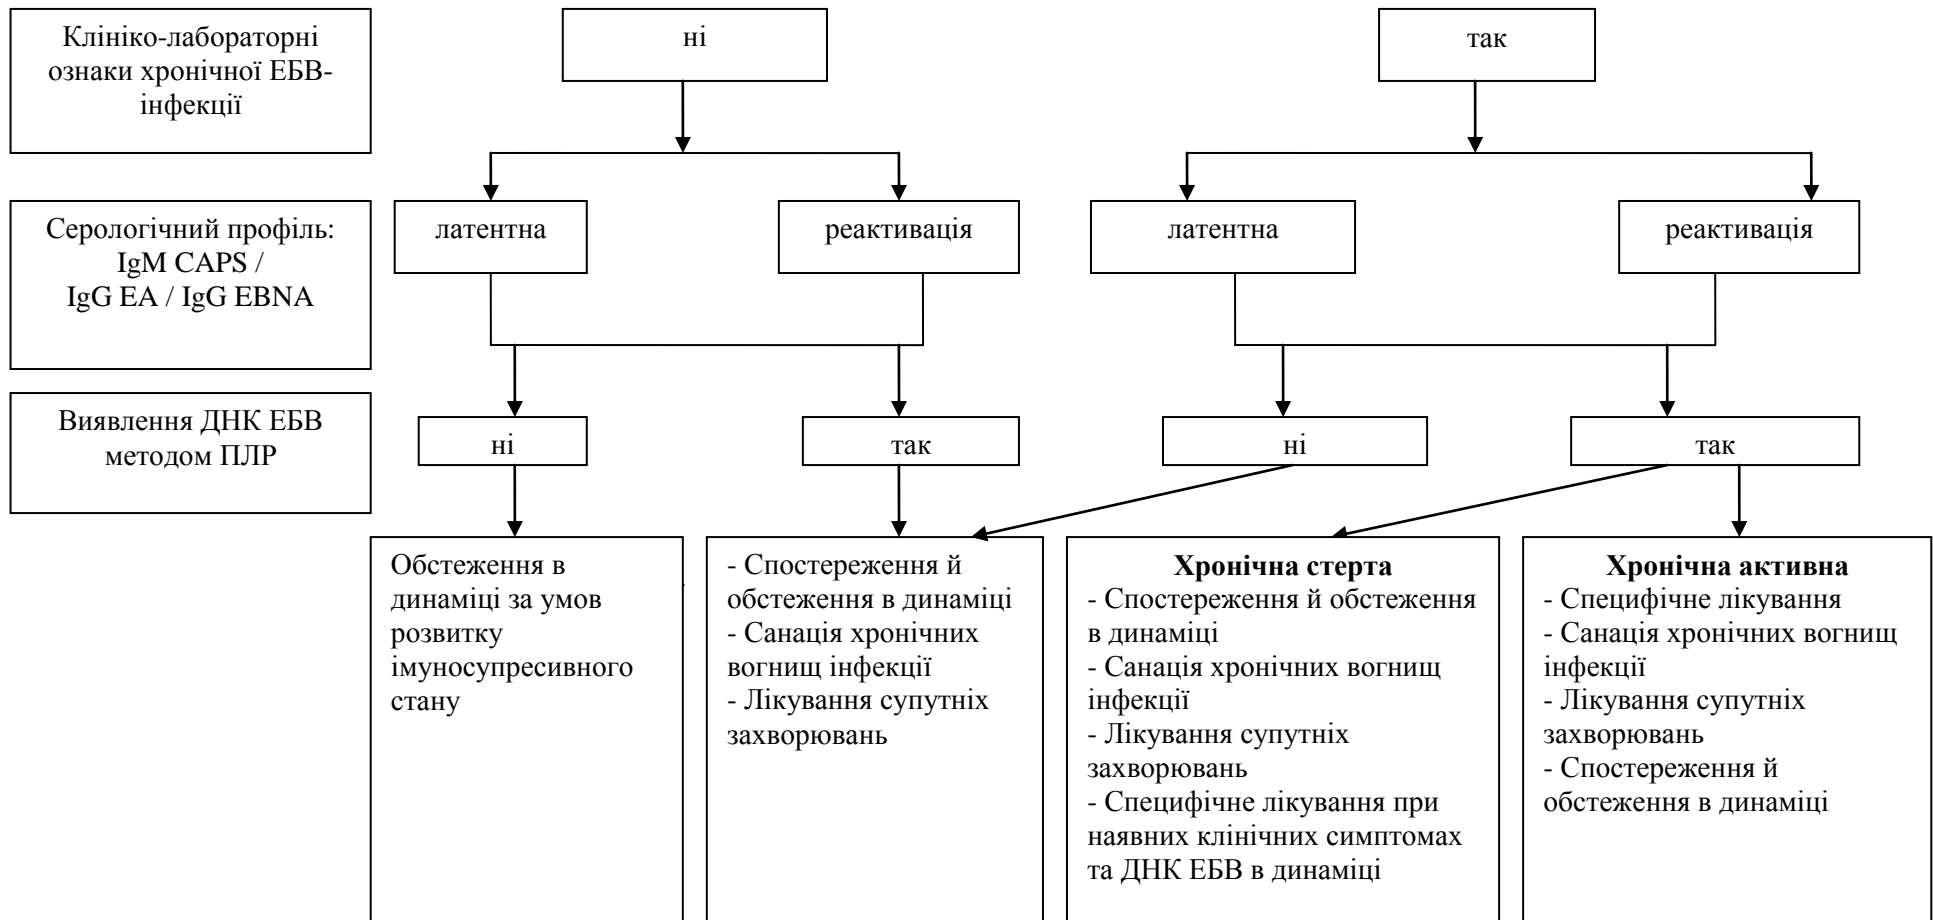 Клініко-лабораторні
ознаки хронічної ЕБВ-
інфекції
ні
так
Серологічний профіль:
IgM CAPS /
IgG EA / IgG EBNA
латентна
реактивація
латентна
реактивація
Виявлення ДНК ЕБВ
методом ПЛР
ні
так
ні
так
Обстеження в
динаміці за умов
розвитку
імуносупресивного
стану
- Спостереження й
обстеження в динаміці
- Санація хронічних
вогнищ інфекції
- Лікування супутніх
захворювань
Хронічна стерта
- Спостереження й обстеження
в динаміці
- Санація хронічних вогнищ
інфекції
- Лікування супутніх
захворювань
- Специфічне лікування при
наявних клінічних симптомах
та ДНК ЕБВ в динаміці
Хронічна активна
- Специфічне лікування
- Санація хронічних вогнищ
інфекції
- Лікування супутніх
захворювань
- Спостереження й
обстеження в динаміці